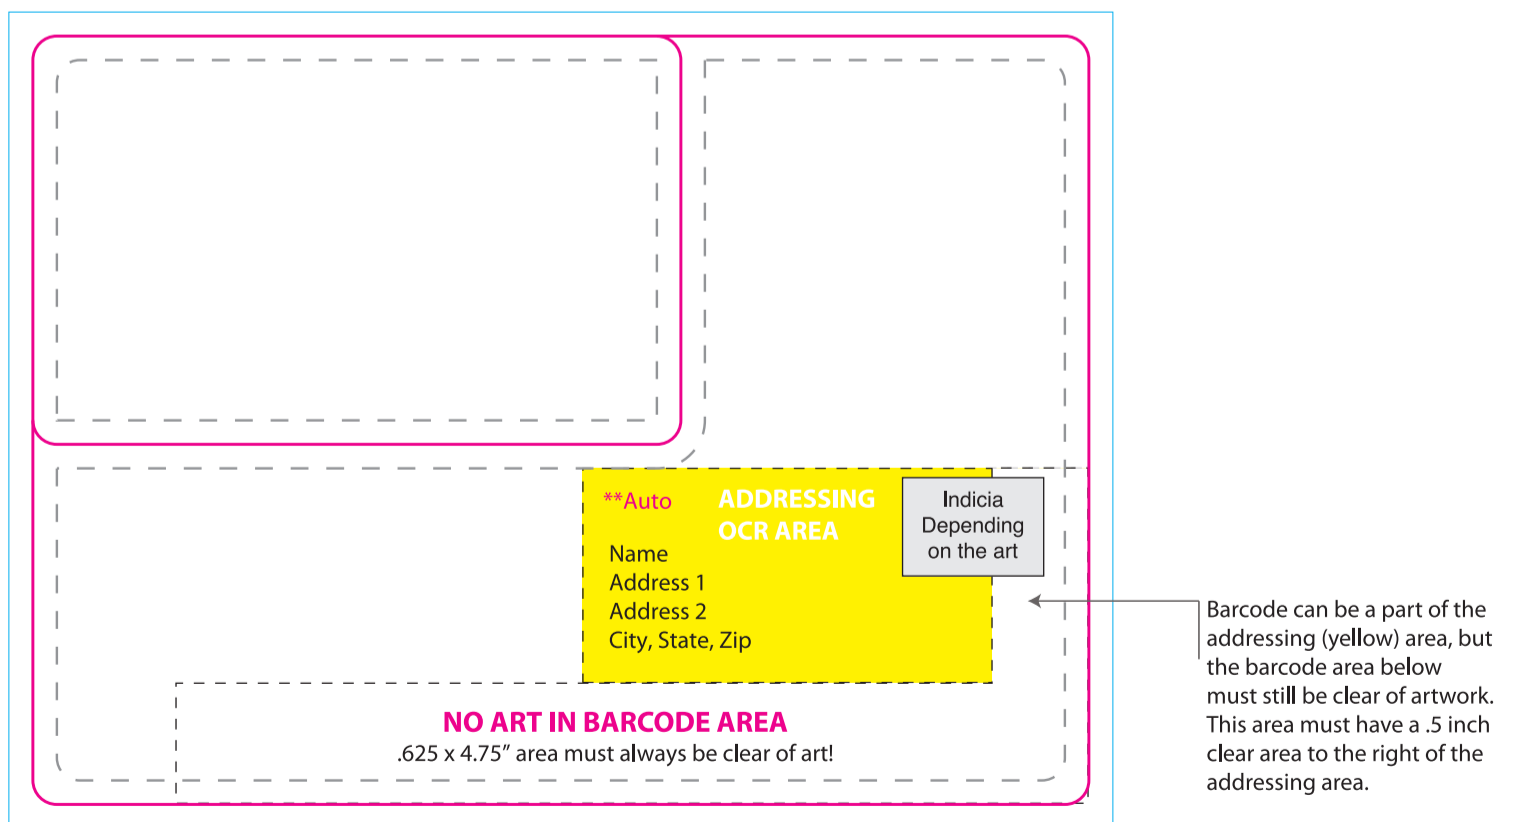 **Auto
ADDRESSING
OCR AREA
Name
Address 1
Address 2
City, State, Zip
Indicia
Depending
on the art
NO ART IN BARCODE AREA
.625 x 4.75” area must always be clear of art!
Barcode can be a part of the
addressing (yellow) area, but
the barcode area below
must still be clear of artwork.
This area must have a .5 inch
clear area to the right of the
addressing area.